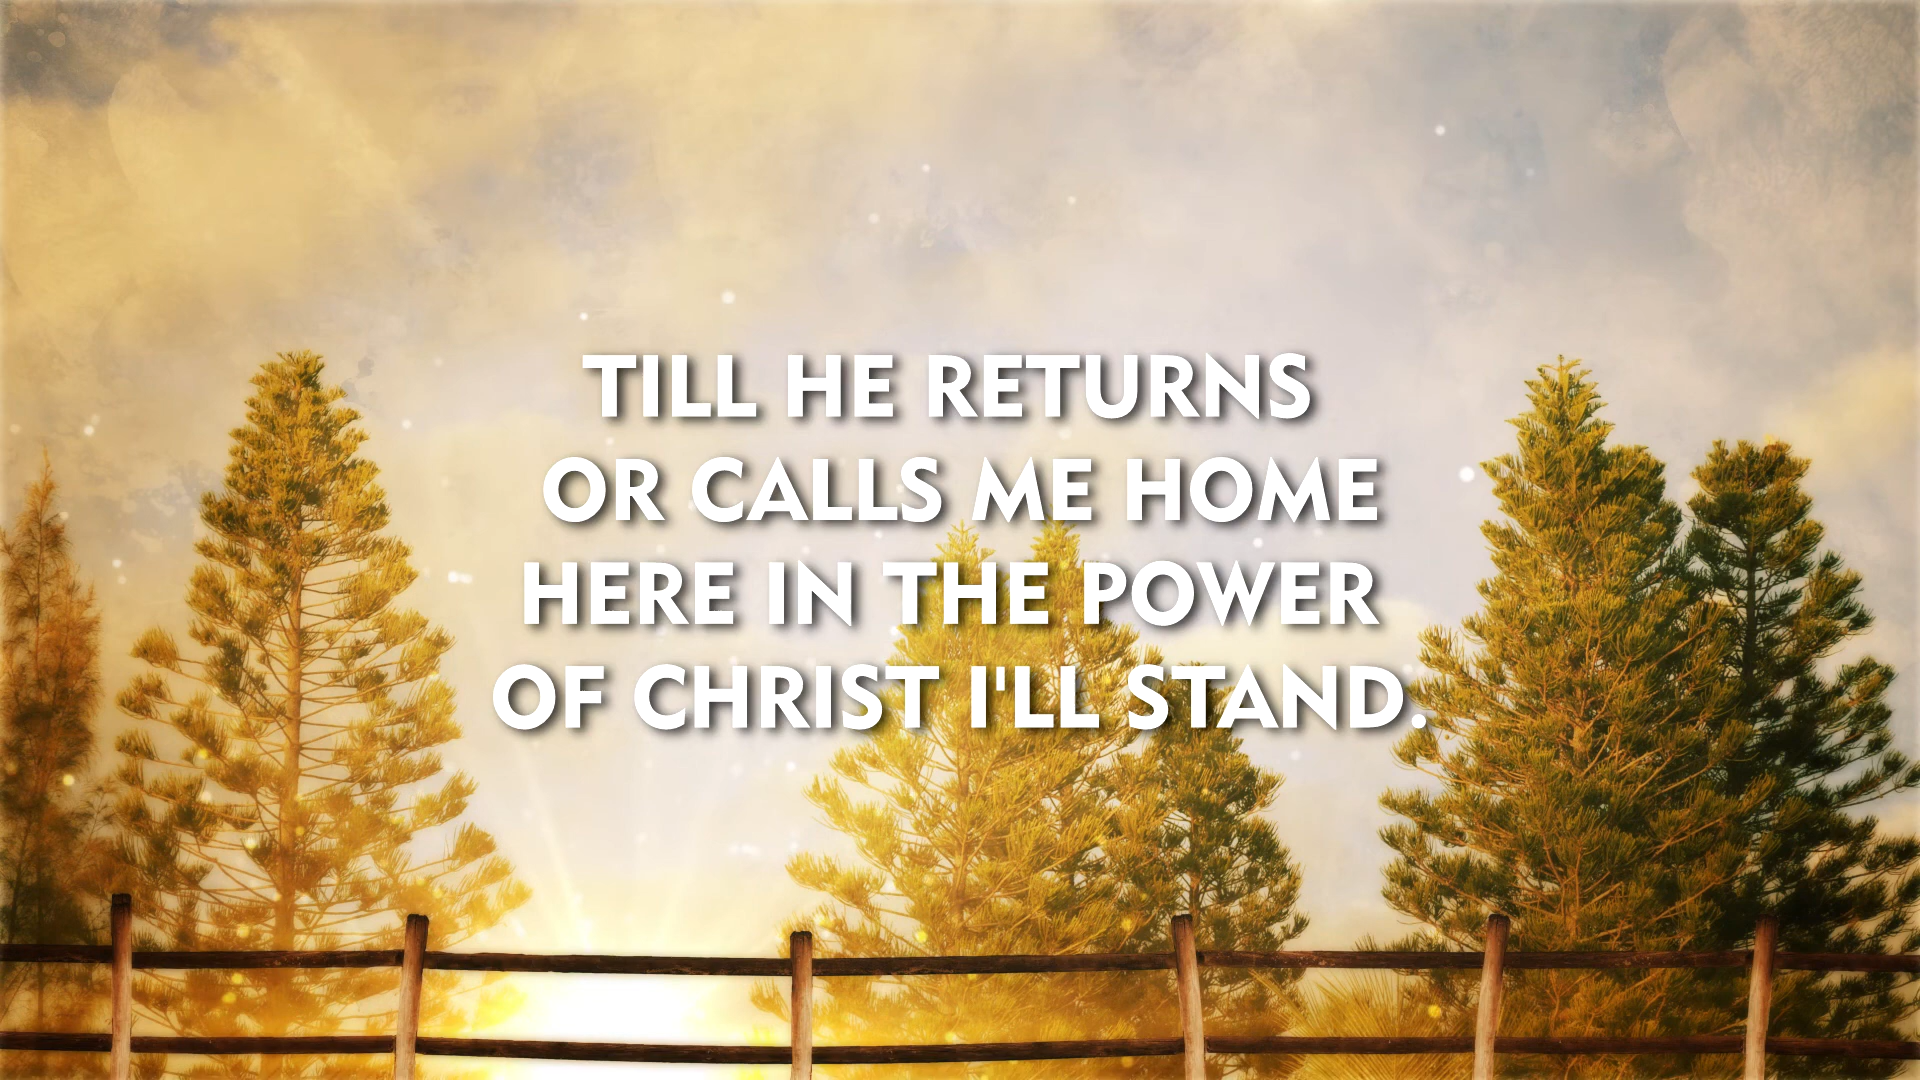 TILL HE RETURNS
OR CALLS ME HOME
HERE IN THE POWER
OF CHRIST I'LL STAND.